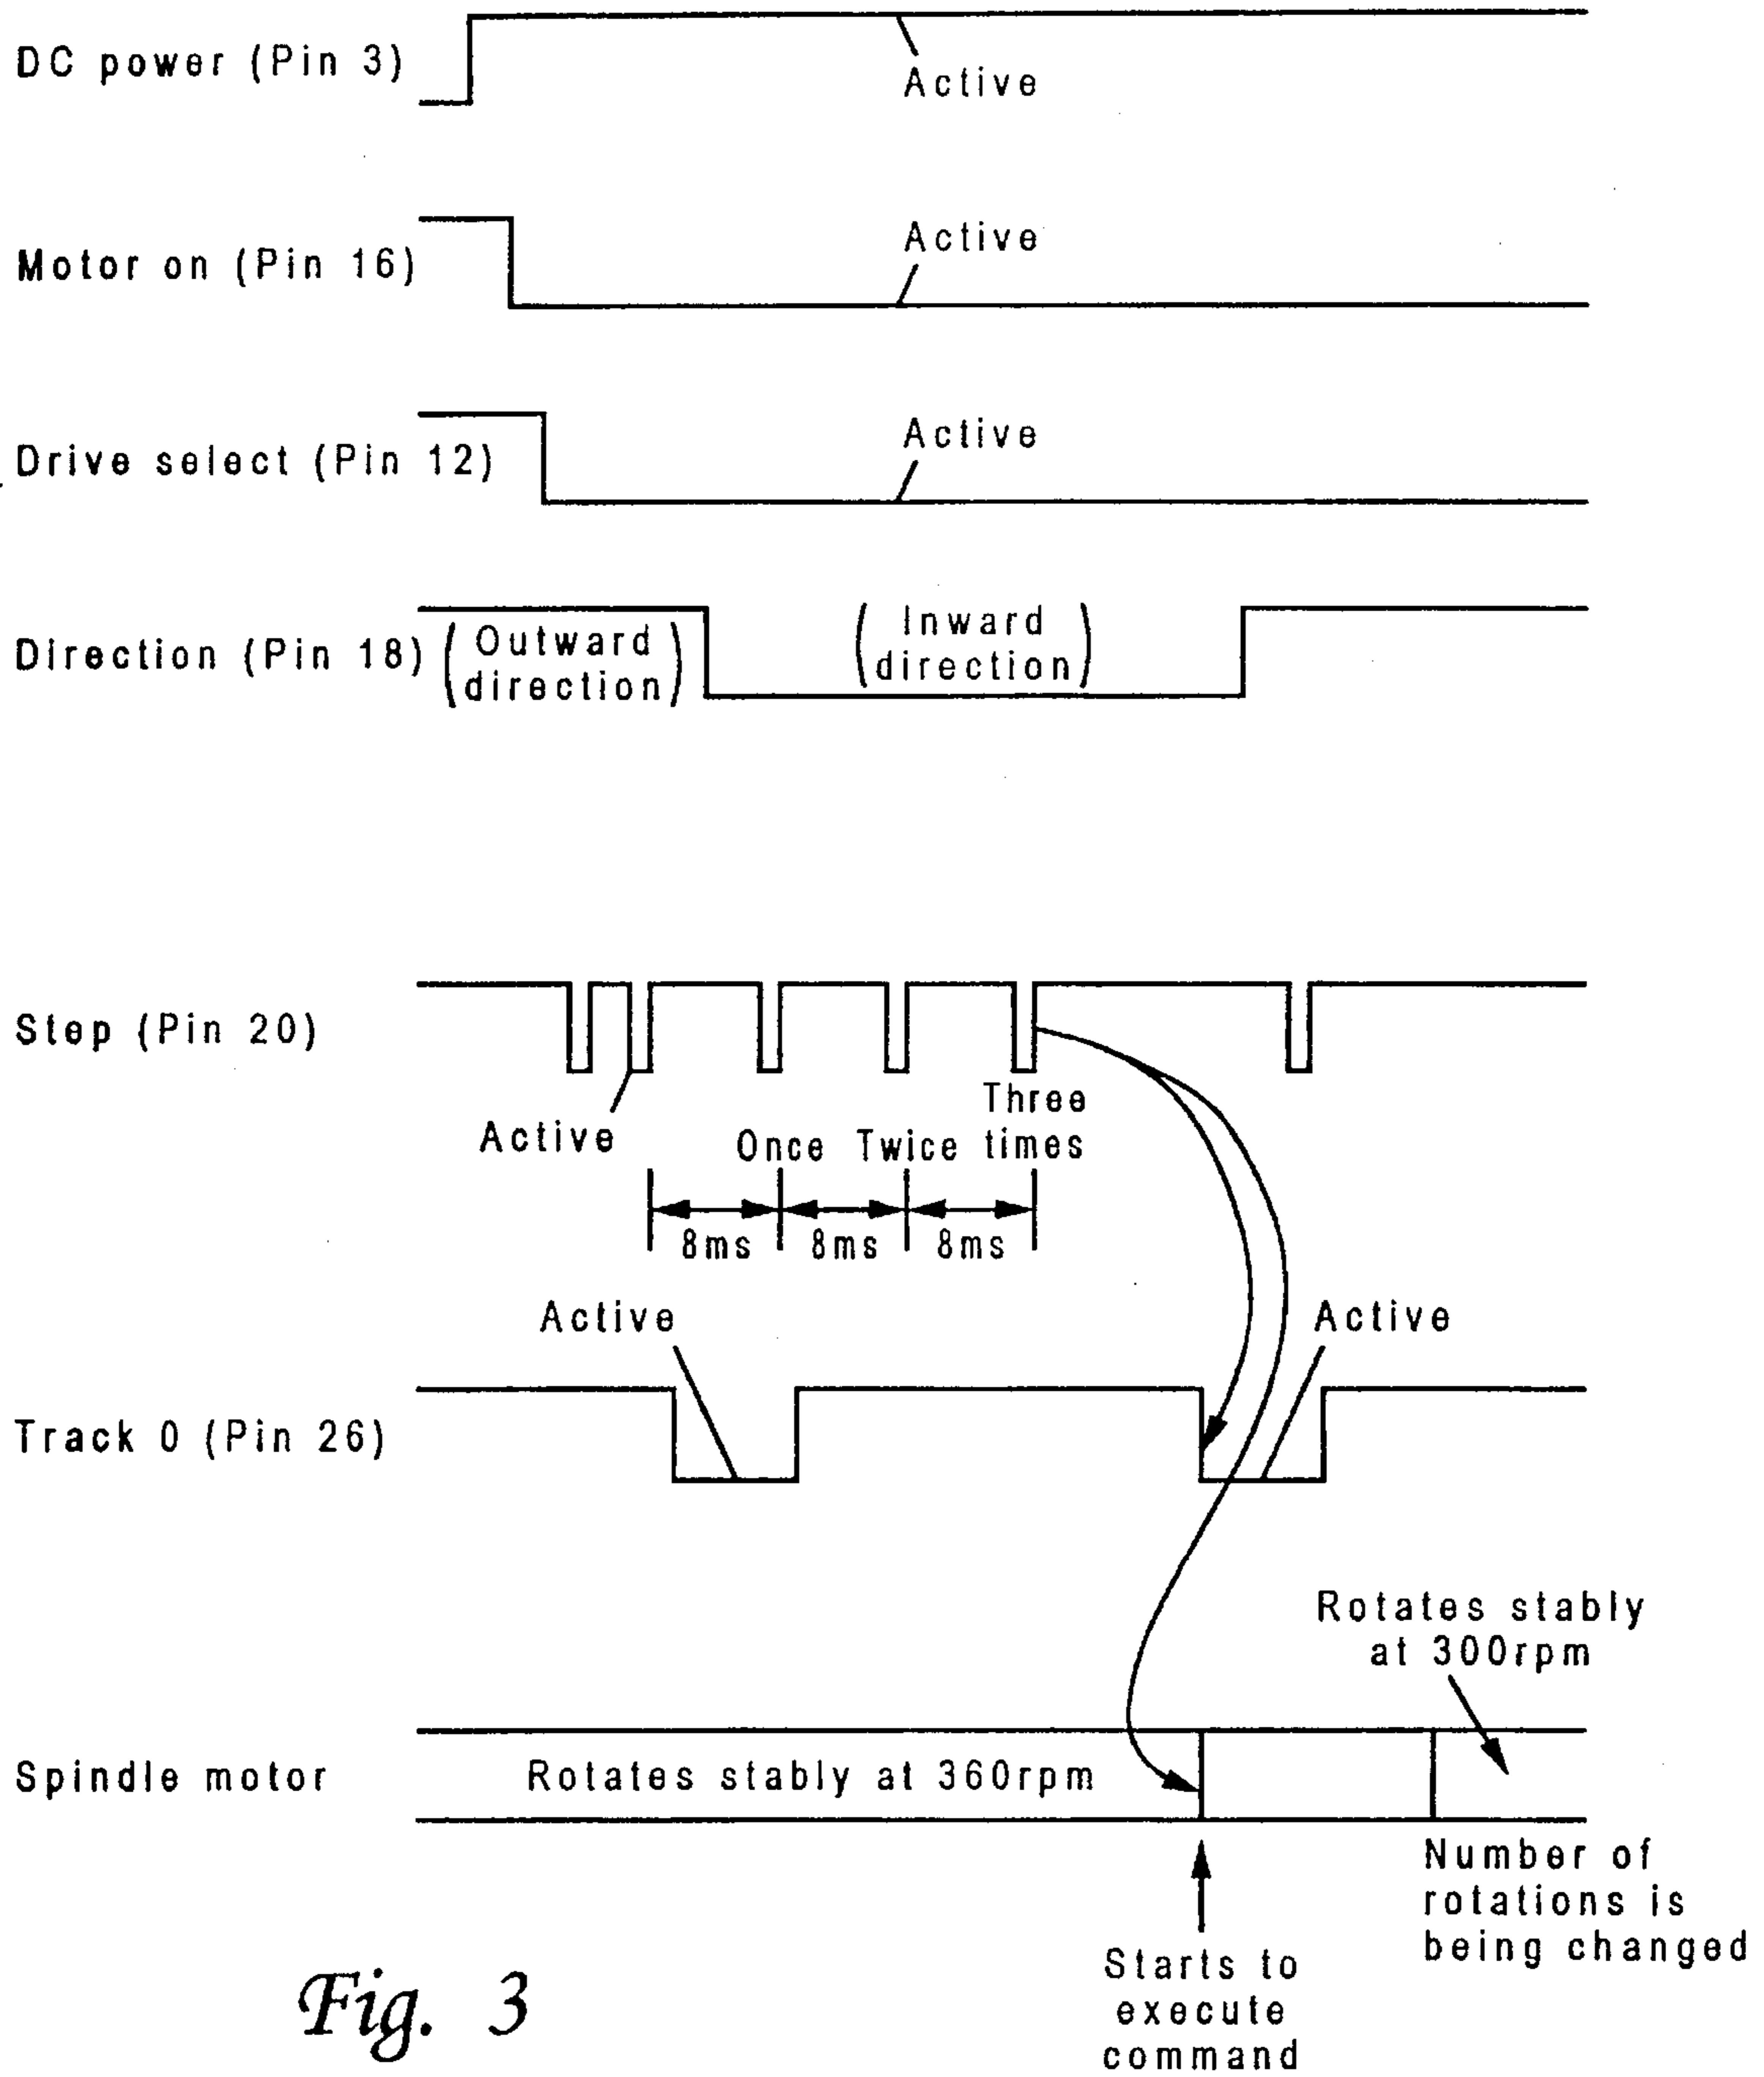 DC power (Pin 3)
Active
Motor on (Pin 16)
Active
Drive select (Pin 12)
Active
Direction (Pin 18)
(Outward
direction)
(Inward
direction)
Step (Pin 20)
Active
Once
Twice
Three
times
8ms
8ms
8ms
Active
Active
Track 0 (Pin 26)
Rotates stably
at 300rpm
Spindle motor
Rotates stably at 360rpm
Number of
rotations is
being changed
Starts to
execute
command
Fig. 3